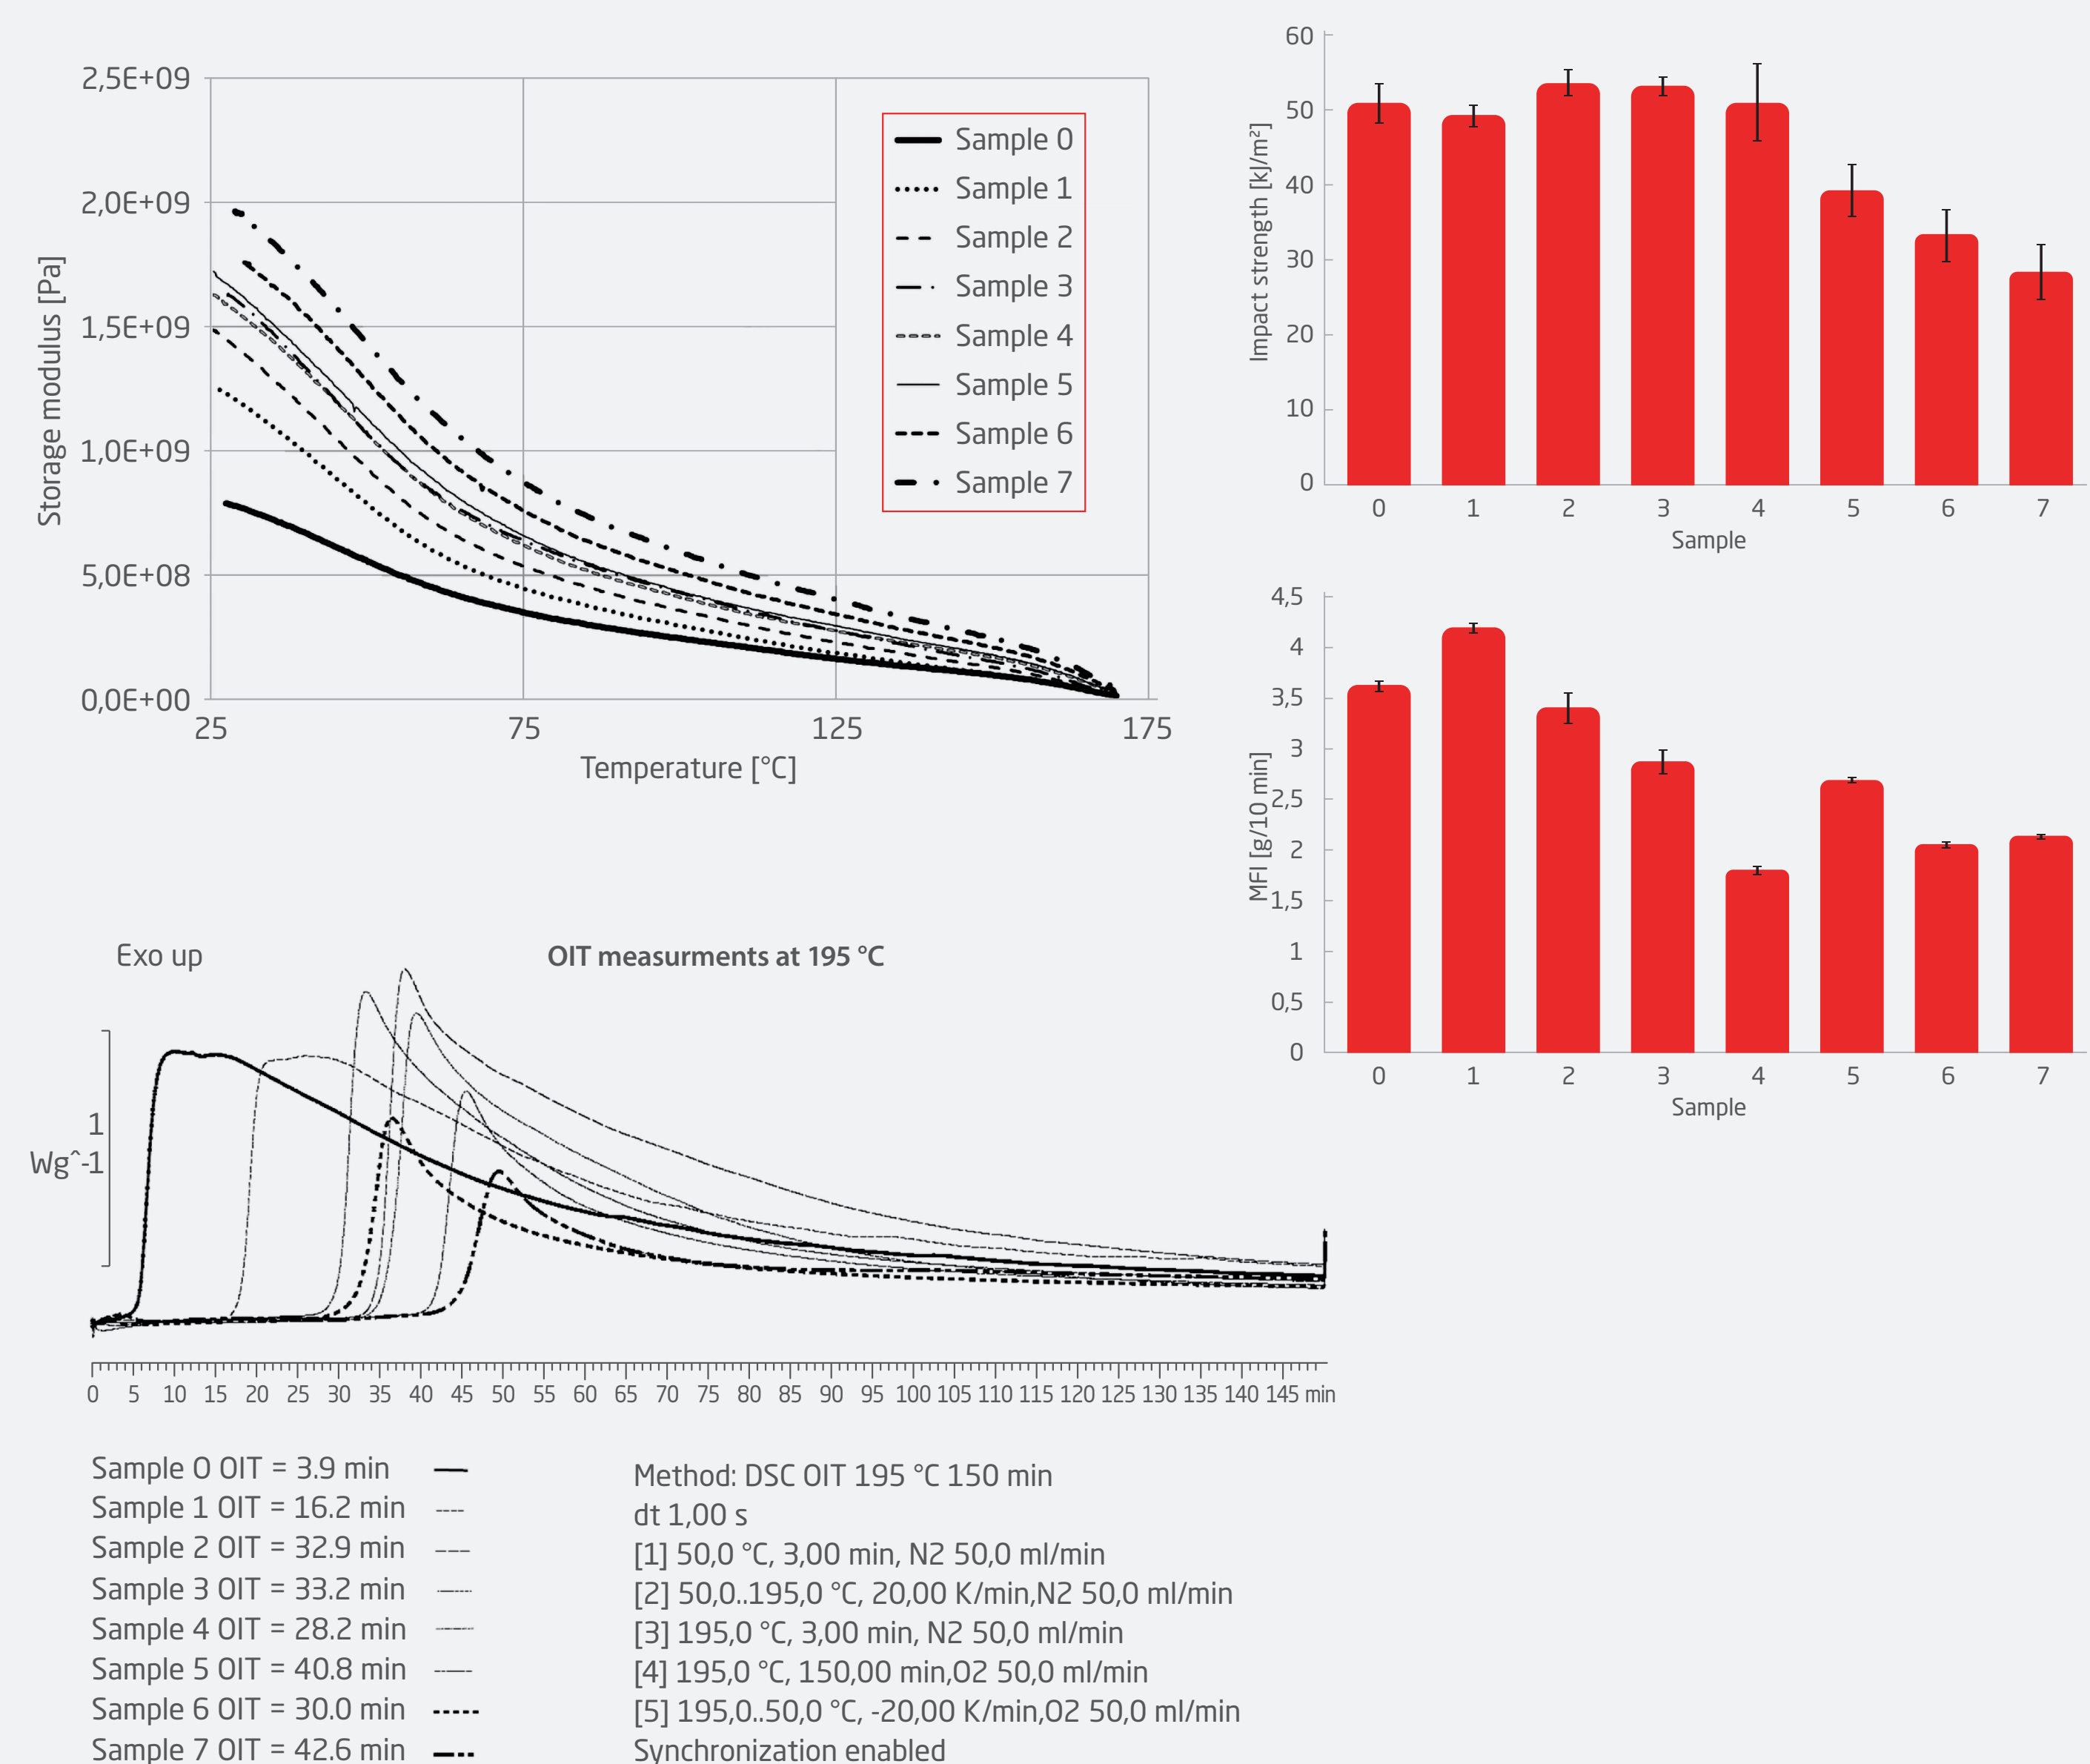 2,5E+09
2,0E+09
1,5E+09
1,0E+09
5,0E+08
0,0E+00
Storage modulus [Pa]
25 75 125 175
Temperature [°C]
Sample 0
Sample 1
Sample 2
Sample 3
Sample 4
Sample 5
Sample 6
Sample 7
60
50
40
30
20
10
0
Impact strength [kJ/m²]
0 1 2 3 4 5 6 7
Sample
4,5
4
3,5
3
2,5
2
1,5
1
0,5
0
MFI [g/10 min]
0 1 2 3 4 5 6 7
Sample
Exo up
OIT measurments at 195 °C
1
Wg^-1
0 5 10 15 20 25 30 35 40 45 50 55 60 65 70 75 80 85 90 95 100 105 110 115 120 125 130 135 140 145 min
Sample 0 OIT = 3.9 min
Sample 1 OIT = 16.2 min
Sample 2 OIT = 32.9 min
Sample 3 OIT = 33.2 min
Sample 4 OIT = 28.2 min
Sample 5 OIT = 40.8 min
Sample 6 OIT = 30.0 min
Sample 7 OIT = 42.6 min
Method: DSC OIT 195 °C 150 min
dt 1,00 s
[1] 50,0 °C, 3,00 min, N2 50,0 ml/min
[2] 50,0..195,0 °C, 20,00 K/min,N2 50,0 ml/min
[3] 195,0 °C, 3,00 min, N2 50,0 ml/min
[4] 195,0 °C, 150,00 min,O2 50,0 ml/min
[5] 195,0..50,0 °C, -20,00 K/min,O2 50,0 ml/min
Synchronization enabled